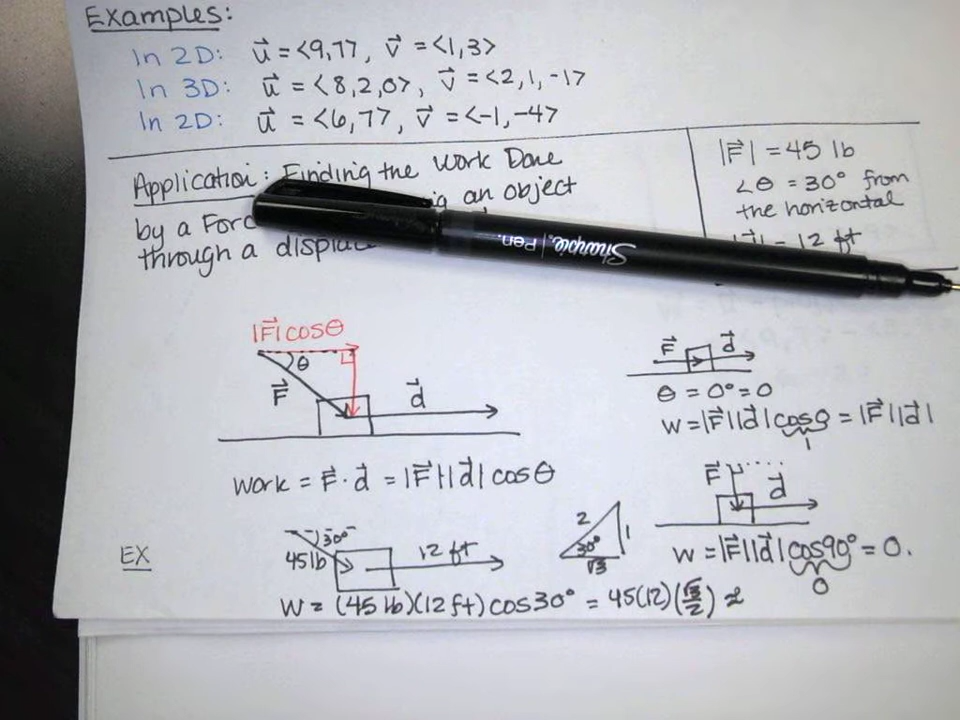 Examples:
In 2D: u⃗ = <9,7>, v⃗ = <1,3>
In 3D: u⃗ = <8,2,0>, v⃗ = <2,1,-1>
In 2D: u⃗ = <6,7>, v⃗ = <-1,-4>
Application: Finding the Work Done
by a Forc an object
through a displac
|F⃗| = 45 lb
∠θ = 30° from
the horizontal
12 ft
Sharpie. Pen.
|F⃗|cosθ
θ
F⃗
d⃗
work = F⃗ · d⃗ = |F⃗||d⃗| cosθ
F⃗ d⃗
θ = 0° = 0
W = |F⃗||d⃗| cosθ = |F⃗||d⃗|
1
F⃗ d⃗
W = |F⃗||d⃗| cos90° = 0.
0
EX
30°
45lb
12 ft
2
1
30°
√3
W = (45 lb)(12 ft) cos30° = 45(12)(√3/2) ≈